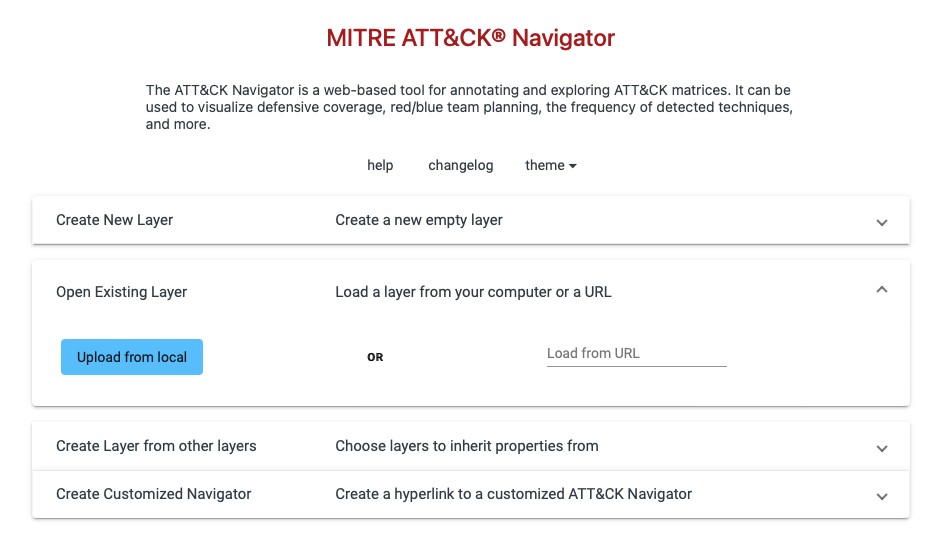 MITRE ATT&CK® Navigator
The ATT&CK Navigator is a web-based tool for annotating and exploring ATT&CK matrices. It can be
used to visualize defensive coverage, red/blue team planning, the frequency of detected techniques,
and more.
help changelog theme
Create New Layer Create a new empty layer
Open Existing Layer Load a layer from your computer or a URL
Upload from local OR Load from URL
Create Layer from other layers Choose layers to inherit properties from
Create Customized Navigator Create a hyperlink to a customized ATT&CK Navigator